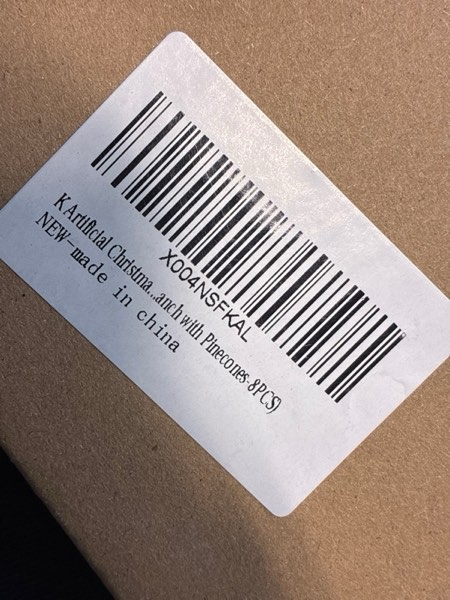 X004NSFKAL
K Artificial Christma...anch with Pinecones-8PCS)
NEW-made in china